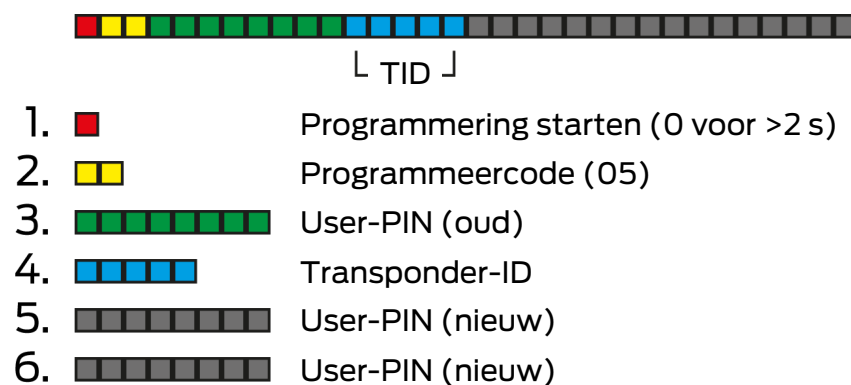 TID
1. Programmering starten (0 voor >2 s)
2. Programmeercode (05)
3. User-PIN (oud)
4. Transponder-ID
5. User-PIN (nieuw)
6. User-PIN (nieuw)